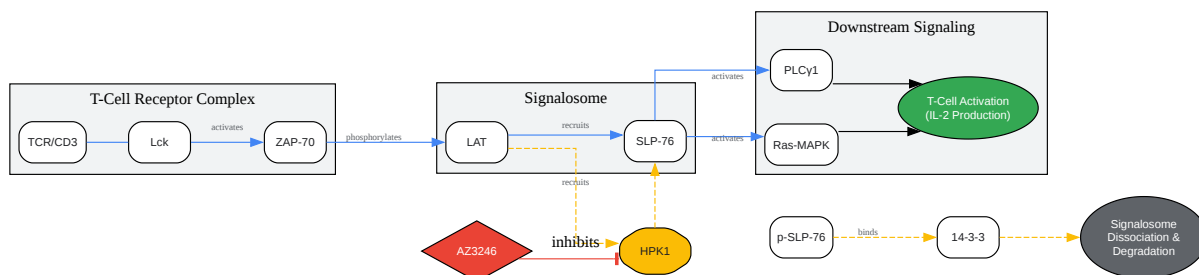 Downstream Signaling
PLCγ1
activates
T-Cell Receptor Complex
Signalosome
T-Cell Activation
(IL-2 Production)
TCR/CD3
Lck
activates
ZAP-70
phosphorylates
LAT
recruits
SLP-76
activates
Ras-MAPK
recruits
AZ3246
inhibits
HPK1
p-SLP-76
binds
14-3-3
Signalosome
Dissociation &
Degradation